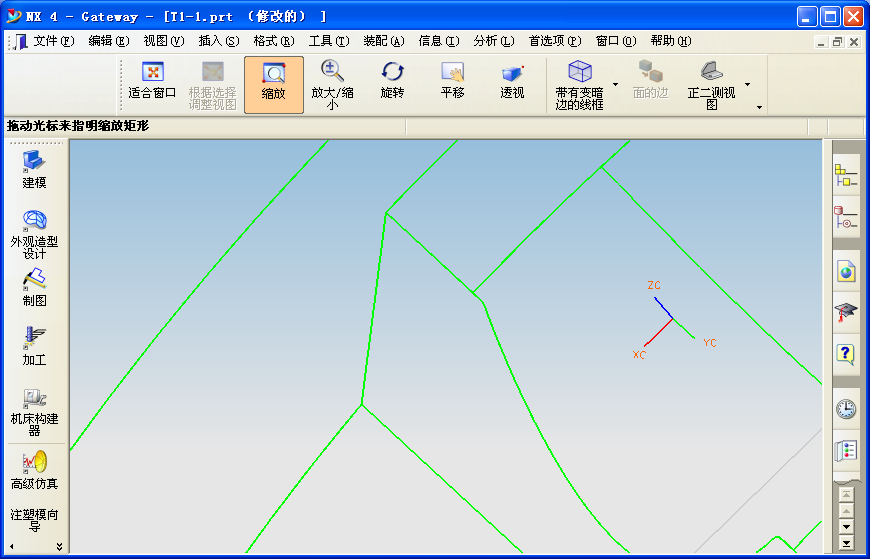 NX 4 - Gateway - [T1-1.prt （修改的） ]
文件(F) 编辑(E) 视图(V) 插入(S) 格式(R) 工具(T) 装配(A) 信息(I) 分析(L) 首选项(P) 窗口(O) 帮助(H)
适合窗口
根据选择
调整视图
缩放
放大/缩
小
旋转
平移
透视
带有变暗
边的线框
面的边
正二测视
图
拖动光标来指明缩放矩形
建模
外观造型
设计
制图
加工
机床构建
器
高级仿真
注塑模向
导
ZC
YC
XC